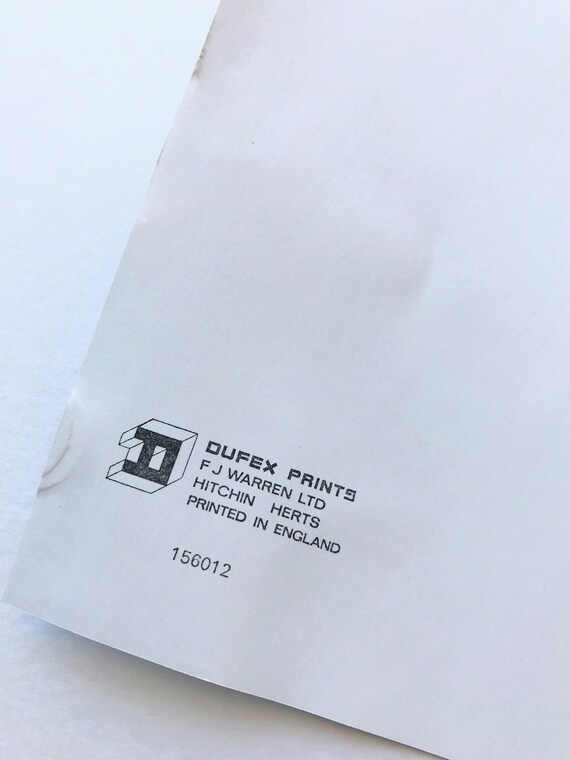 D
DUFEX PRINTS
F J WARREN LTD
HITCHIN HERTS
PRINTED IN ENGLAND
156012